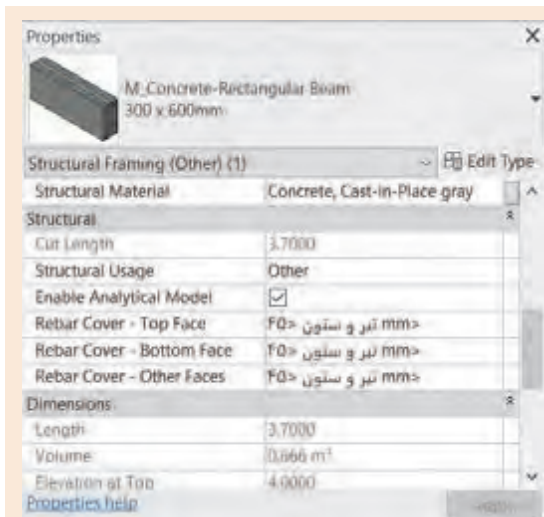 Properties
M_Concrete-Rectangular Beam
300 x 600mm
Structural Framing (Other) (1)
Edit Type
Structural Material Concrete, Cast-in-Place gray
Structural
Cut Length 3.7000
Structural Usage Other
Enable Analytical Model
Rebar Cover - Top Face تیر و ستون <۴۵ mm>
Rebar Cover - Bottom Face تیر و ستون <۴۵ mm>
Rebar Cover - Other Faces تیر و ستون <۴۵ mm>
Dimensions
Length 3.7000
Volume 0.666 m³
Elevation at Top 4.0000
Properties help